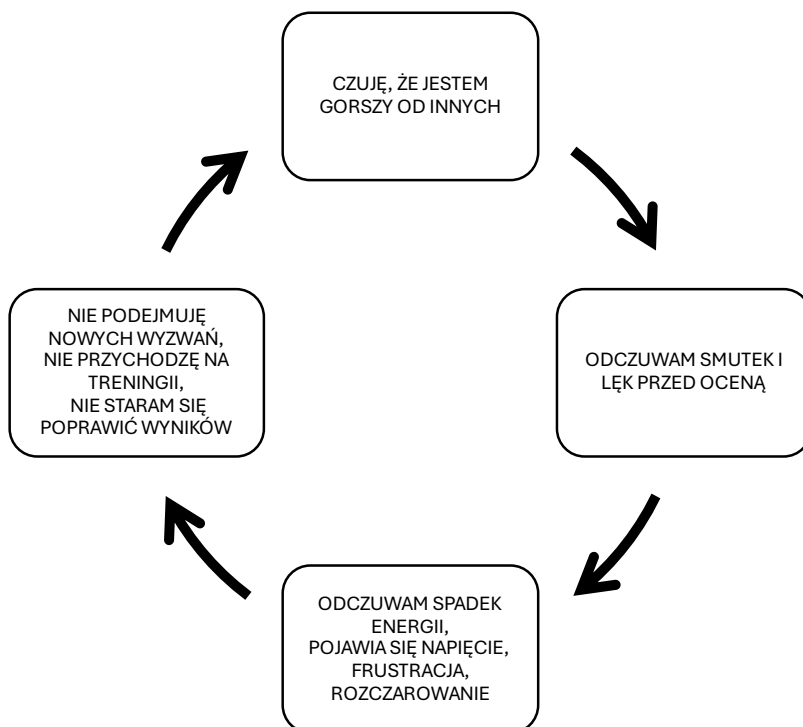 CZUJĘ, ŻE JESTEM
GORSZY OD INNYCH
ODCZUWAM SMUTEK I
LĘK PRZED OCENĄ
ODCZUWAM SPADEK
ENERGII,
POJAWIA SIĘ NAPIĘCIE,
FRUSTRACJA,
ROZCZAROWANIE
NIE PODEJMUJĘ
NOWYCH WYZWAŃ,
NIE PRZYCHODZĘ NA
TRENINGII,
NIE STARAM SIĘ
POPRAWIĆ WYNIKÓW